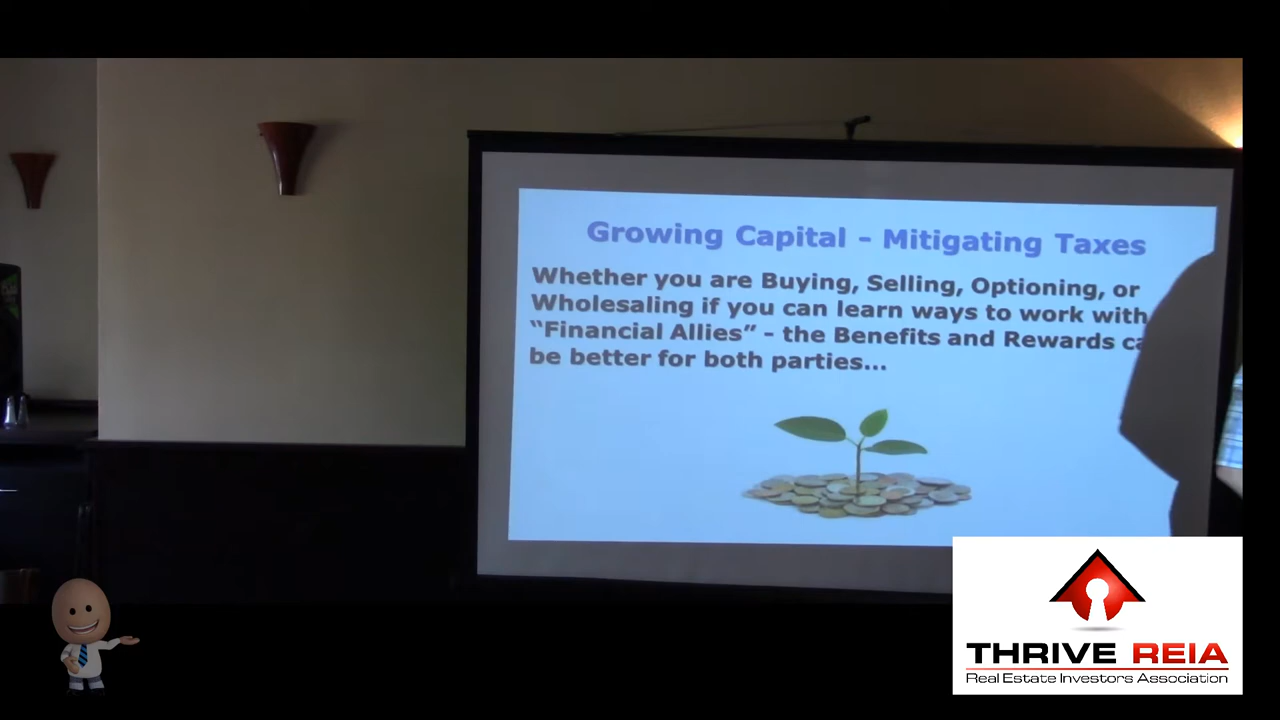 Growing Capital - Mitigating Taxes
Whether you are Buying, Selling, Optioning, or
Wholesaling if you can learn ways to work with
“Financial Allies” - the Benefits and Rewards
be better for both parties...
THRIVE REIA
Real Estate Investors Association